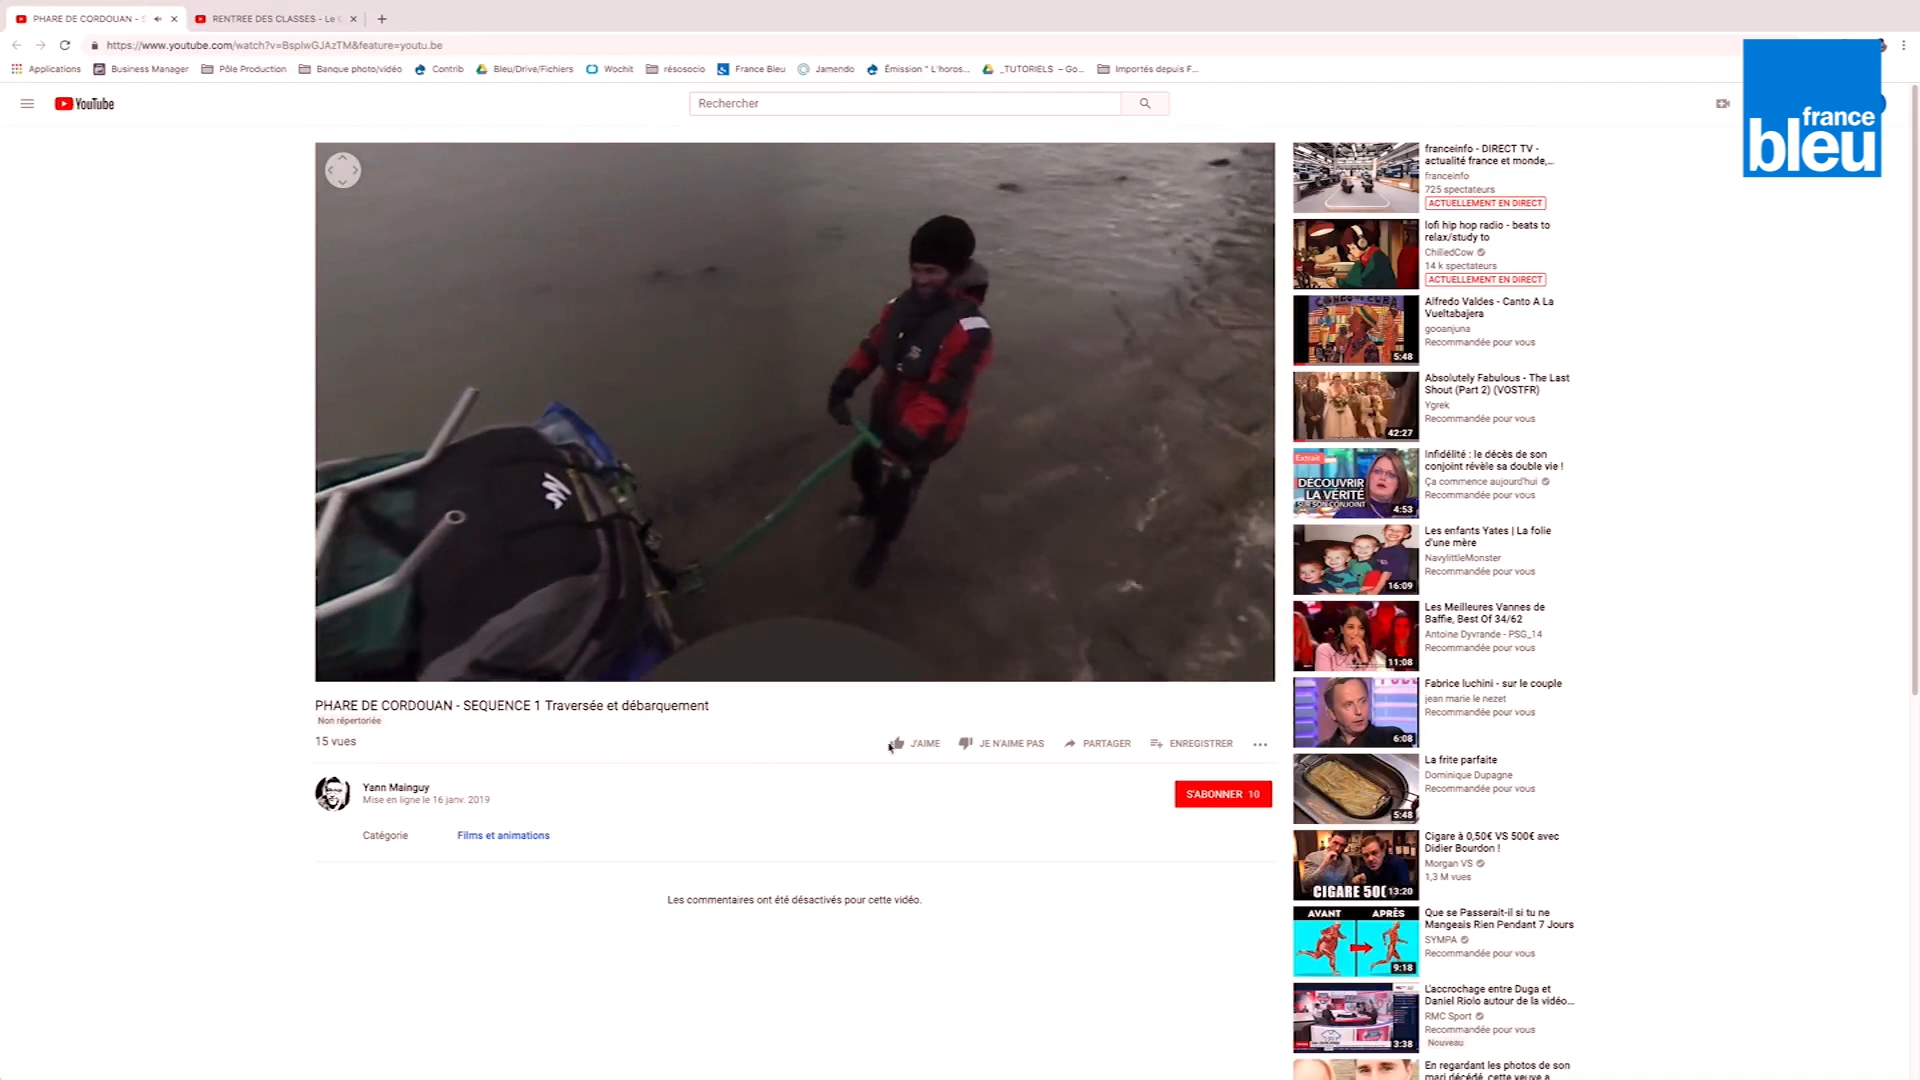 PHARE DE CORDOUAN - S
RENTREE DES CLASSES - Le
https://www.youtube.com/watch?v=BsplwGJAzTM&feature=youtu.be
Applications
Business Manager
Pôle Production
Banque photo/vidéo
Contrib
Bleu/Drive/Fichiers
Wochit
résosocio
France Bleu
Jamendo
Émission " L'horos...
_TUTORIELS – Go...
Importés depuis F...
YouTube
Rechercher
france
bleu
franceinfo - DIRECT TV -
actualité france et monde,...
franceinfo
725 spectateurs
ACTUELLEMENT EN DIRECT
lofi hip hop radio - beats to
relax/study to
ChilledCow
14 k spectateurs
ACTUELLEMENT EN DIRECT
Alfredo Valdes - Canto A La
Vueltabajera
gooanjuna
Recommandée pour vous
5:48
Absolutely Fabulous - The Last
Shout (Part 2) (VOSTFR)
Ygrek
Recommandée pour vous
42:27
Extrait
DÉCOUVRIR
LA VÉRITÉ
SUR SON CONJOINT
4:53
Infidélité : le décès de son
conjoint révèle sa double vie !
Ça commence aujourd'hui
Recommandée pour vous
Les enfants Yates | La folie
d'une mère
NavylittleMonster
Recommandée pour vous
16:09
Les Meilleures Vannes de
Baffie, Best Of 34/62
Antoine Dyvrande - PSG_14
Recommandée pour vous
11:08
Fabrice luchini - sur le couple
jean marie le nezet
Recommandée pour vous
6:08
La frite parfaite
Dominique Dupagne
Recommandée pour vous
5:48
Cigare à 0,50€ VS 500€ avec
Didier Bourdon !
Morgan VS
1,3 M vues
CIGARE 50(
13:20
AVANT
APRÈS
9:18
Que se Passerait-il si tu ne
Mangeais Rien Pendant 7 Jours
SYMPA
Recommandée pour vous
L'accrochage entre Duga et
Daniel Riolo autour de la vidéo...
RMC Sport
Recommandée pour vous
Nouveau
3:38
En regardant les photos de son
mari décédé, cette veuve a
PHARE DE CORDOUAN - SEQUENCE 1 Traversée et débarquement
Non répertoriée
15 vues
J'AIME
JE N'AIME PAS
PARTAGER
ENREGISTRER
Yann Mainguy
Mise en ligne le 16 janv. 2019
S'ABONNER 10
Catégorie
Films et animations
Les commentaires ont été désactivés pour cette vidéo.